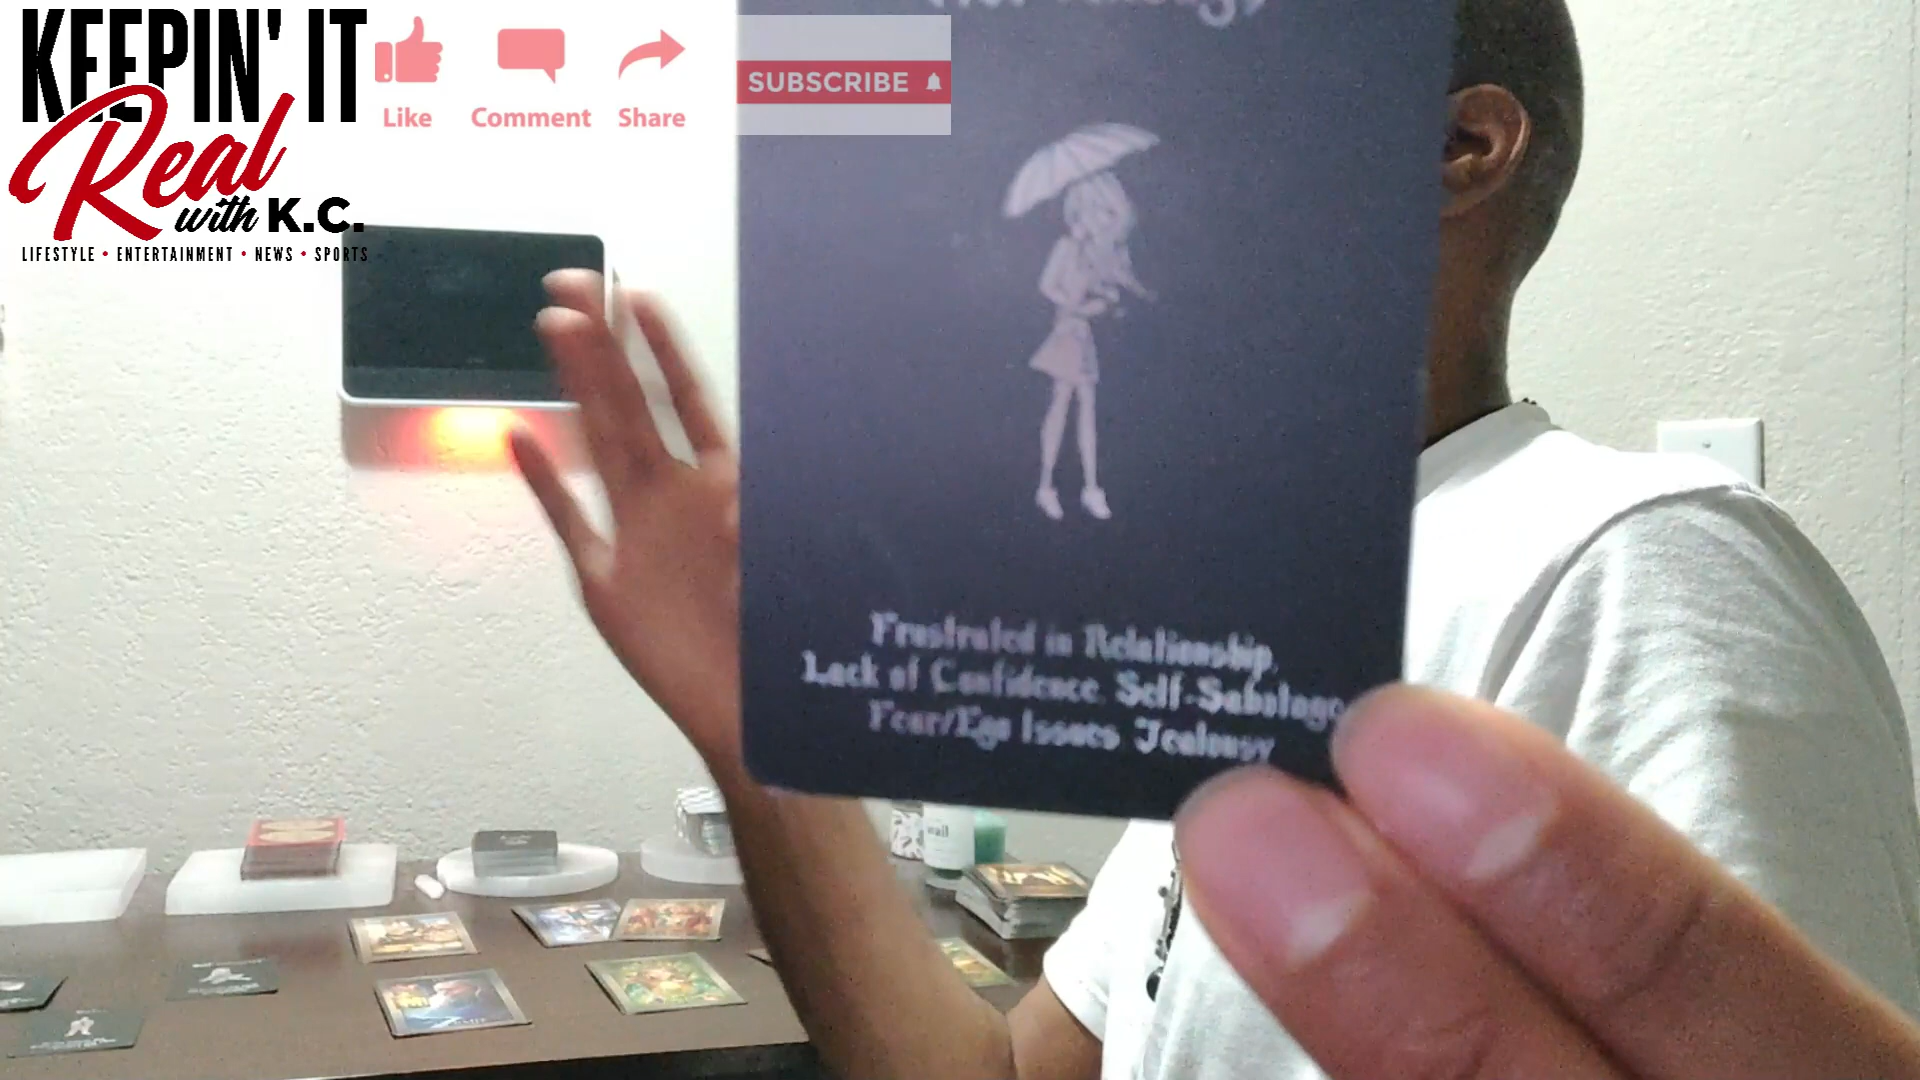 KEEPIN' IT
Real
with K.C.
LIFESTYLE • ENTERTAINMENT • NEWS • SPORTS
Like
Comment
Share
SUBSCRIBE
Frustrated in Relationship,
Lack of Confidence, Self-Sabotage
Fear/Ego Issues, Jealousy